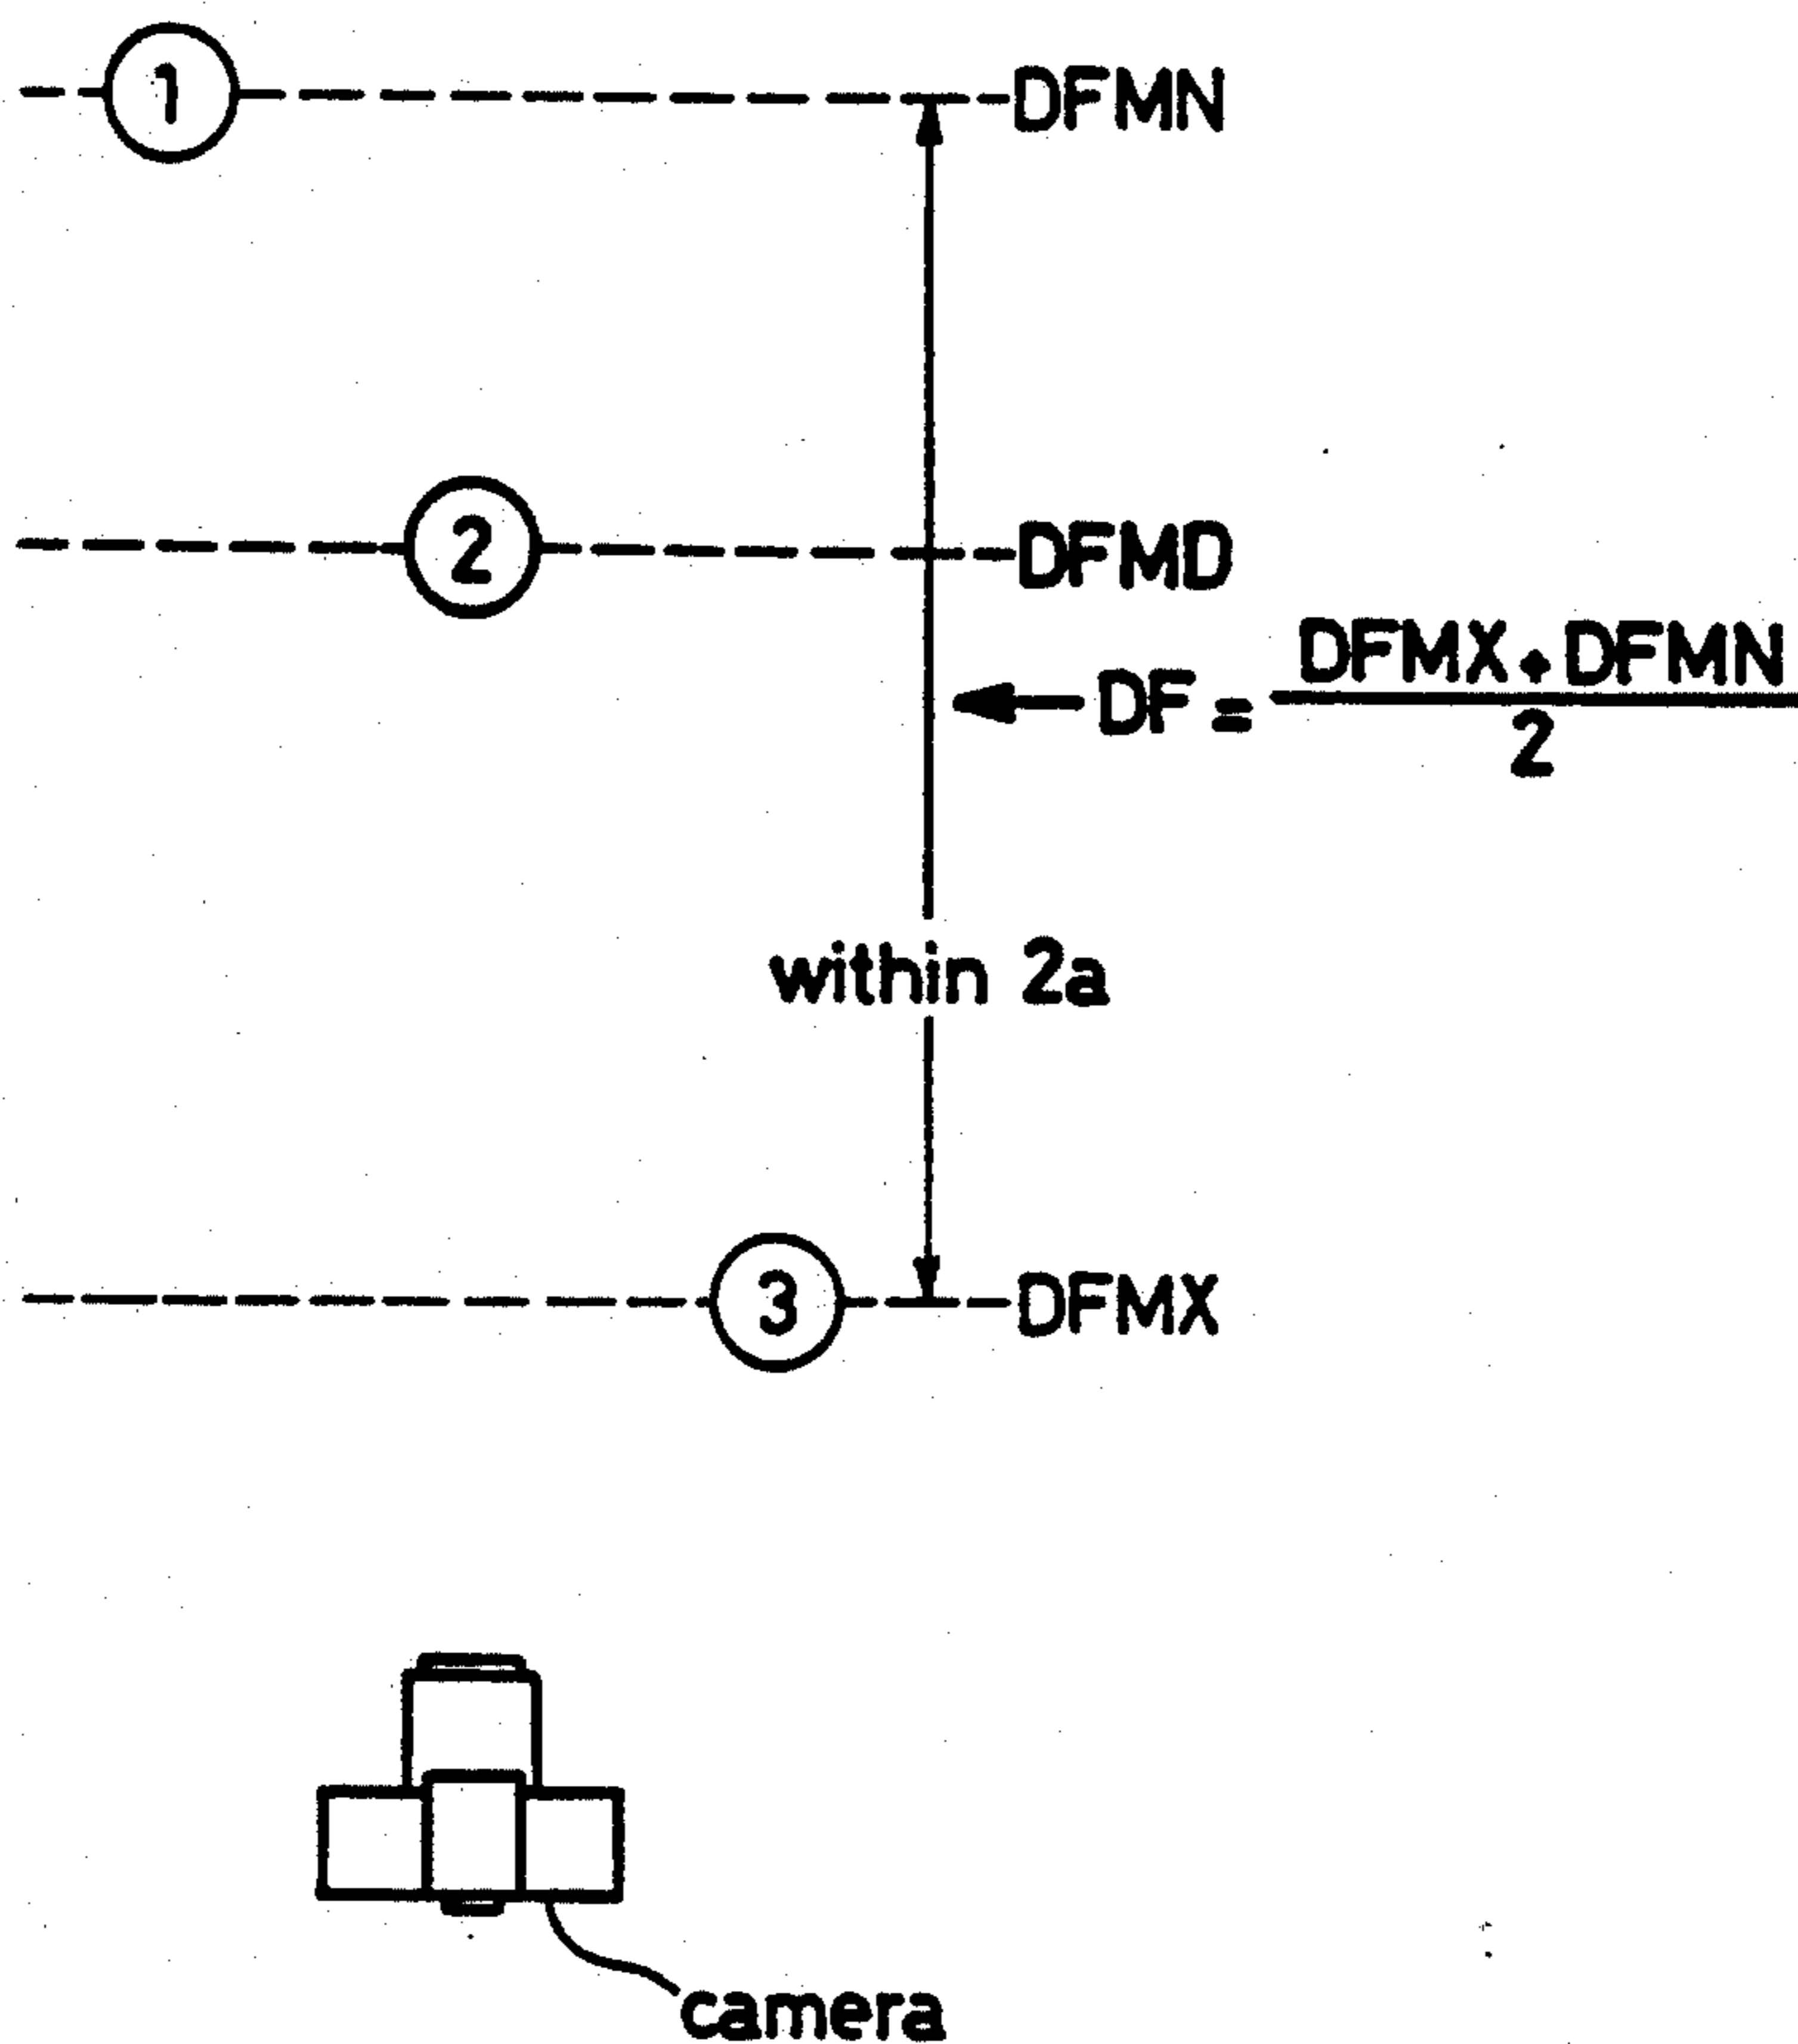 1 DFMN
2 DFMD
DF = DFMX + DFMN
2
within 2a
3 DFMX
camera